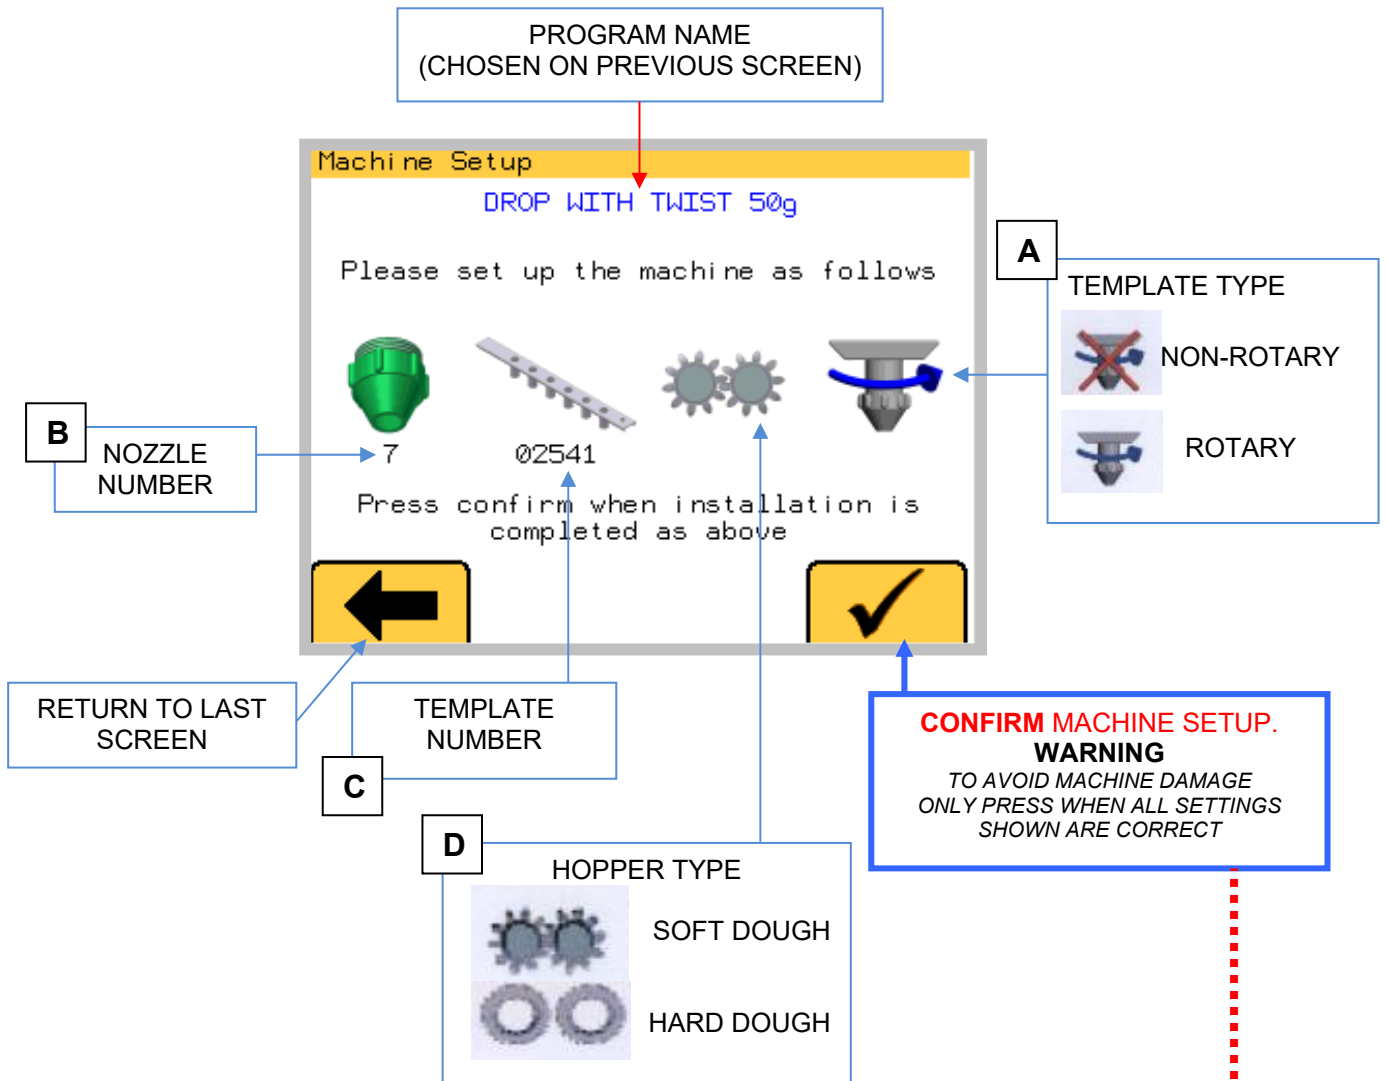 PROGRAM NAME
(CHOSEN ON PREVIOUS SCREEN)
Machine Setup
DROP WITH TWIST 50g
Please set up the machine as follows
A
TEMPLATE TYPE
NON-ROTARY
ROTARY
B
NOZZLE
NUMBER
7
02541
Press confirm when installation is
completed as above
RETURN TO LAST
SCREEN
TEMPLATE
NUMBER
C
CONFIRM MACHINE SETUP.
WARNING
TO AVOID MACHINE DAMAGE
ONLY PRESS WHEN ALL SETTINGS
SHOWN ARE CORRECT
D
HOPPER TYPE
SOFT DOUGH
HARD DOUGH